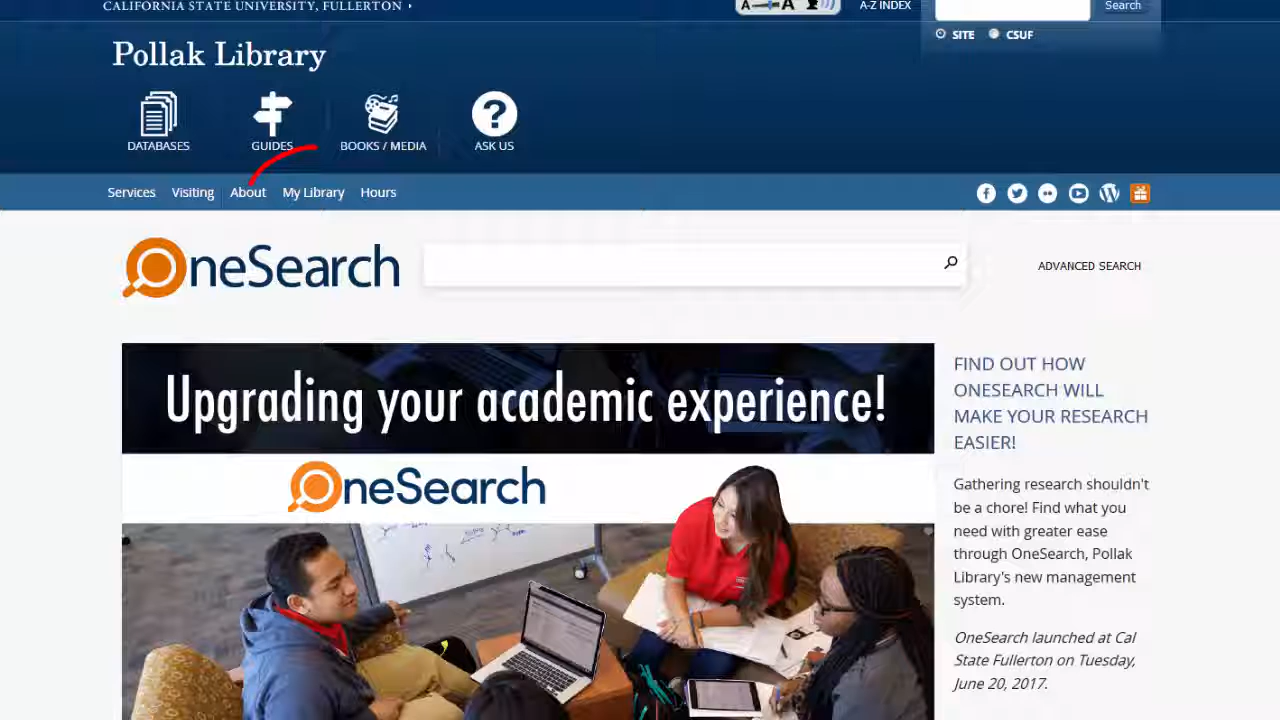 CALIFORNIA STATE UNIVERSITY, FULLERTON
A A
A-Z INDEX
Search
SITE CSUF
Pollak Library
DATABASES GUIDES BOOKS / MEDIA ASK US
Services Visiting About My Library Hours
OneSearch
ADVANCED SEARCH
Upgrading your academic experience!
OneSearch
FIND OUT HOW
ONESEARCH WILL
MAKE YOUR RESEARCH
EASIER!
Gathering research shouldn't
be a chore! Find what you
need with greater ease
through OneSearch, Pollak
Library's new management
system.
OneSearch launched at Cal
State Fullerton on Tuesday,
June 20, 2017.